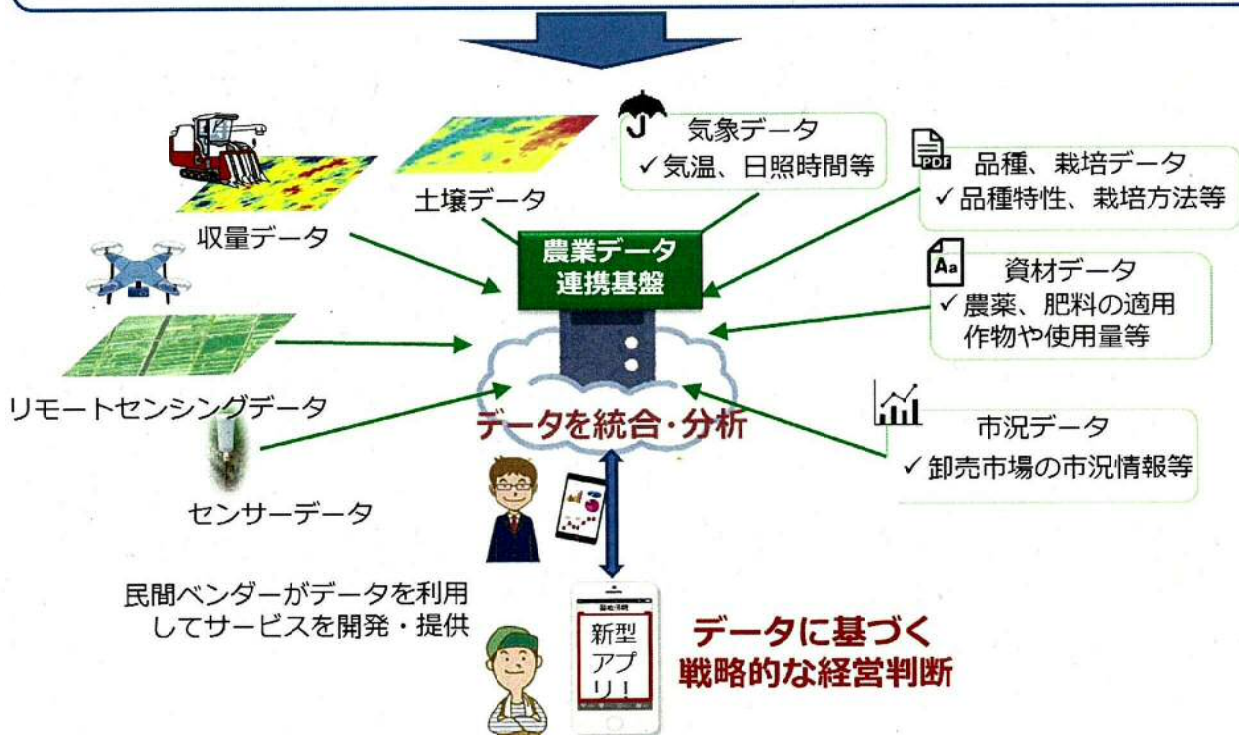 気象データ
✓ 気温、日照時間等
PDF
品種、栽培データ
✓ 品種特性、栽培方法等
土壌データ
収量データ
農業データ
連携基盤
Aa
資材データ
✓ 農薬、肥料の適用
作物や使用量等
リモートセンシングデータ
データを統合・分析
市況データ
✓ 卸売市場の市況情報等
センサーデータ
民間ベンダーがデータを利用
してサービスを開発・提供
新型
アプ
リ！
データに基づく
戦略的な経営判断